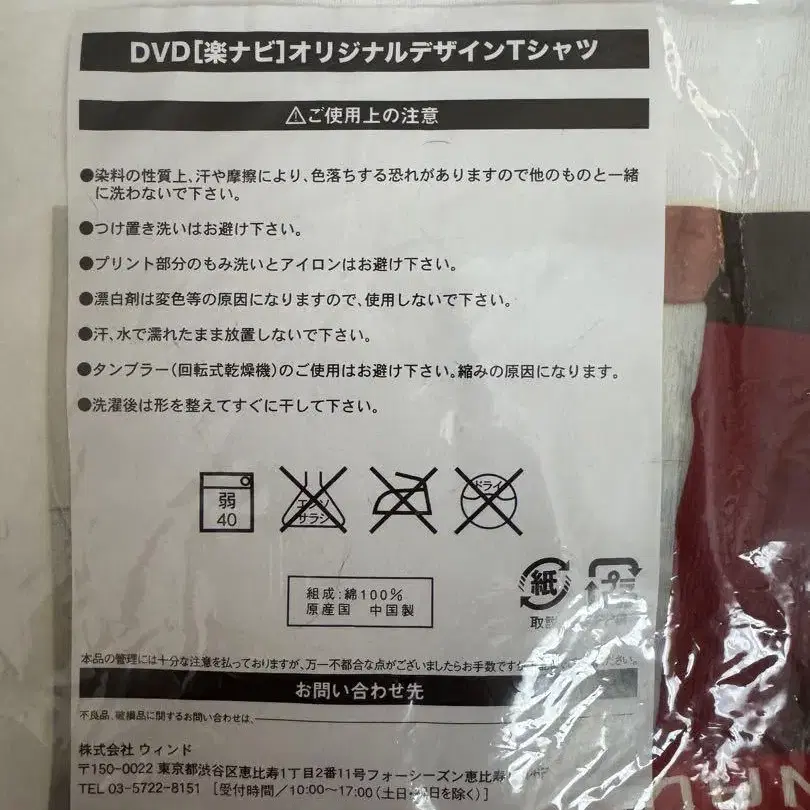 DVD[楽ナビ]オリジナルデザインTシャツ
⚠ご使用上の注意
●染料の性質上、汗や摩擦により、色落ちする恐れがありますので他のものと一緒
に洗わないで下さい。
●つけ置き洗いはお避け下さい。
●プリント部分のもみ洗いとアイロンはお避け下さい。
●漂白剤は変色等の原因になりますので、使用しないで下さい。
●汗、水で濡れたまま放置しないで下さい。
●タンブラー(回転式乾燥機)のご使用はお避け下さい。縮みの原因になります。
●洗濯後は形を整えてすぐに干して下さい。
弱
40
エンソ
サラシ
ドライ
組成:綿100%
原産国 中国製
紙
プラ
取説
本品の管理には十分な注意を払っておりますが、万一不都合な点がございましたらお手数ですが
お問い合わせ先
不良品、破損品に関するお問い合わせは、
株式会社 ウィンド
〒150-0022 東京都渋谷区恵比寿1丁目2番11号フォーシーズン恵比寿
TEL 03-5722-8151 [受付時間/10:00〜17:00(土日・祝日を除く)]